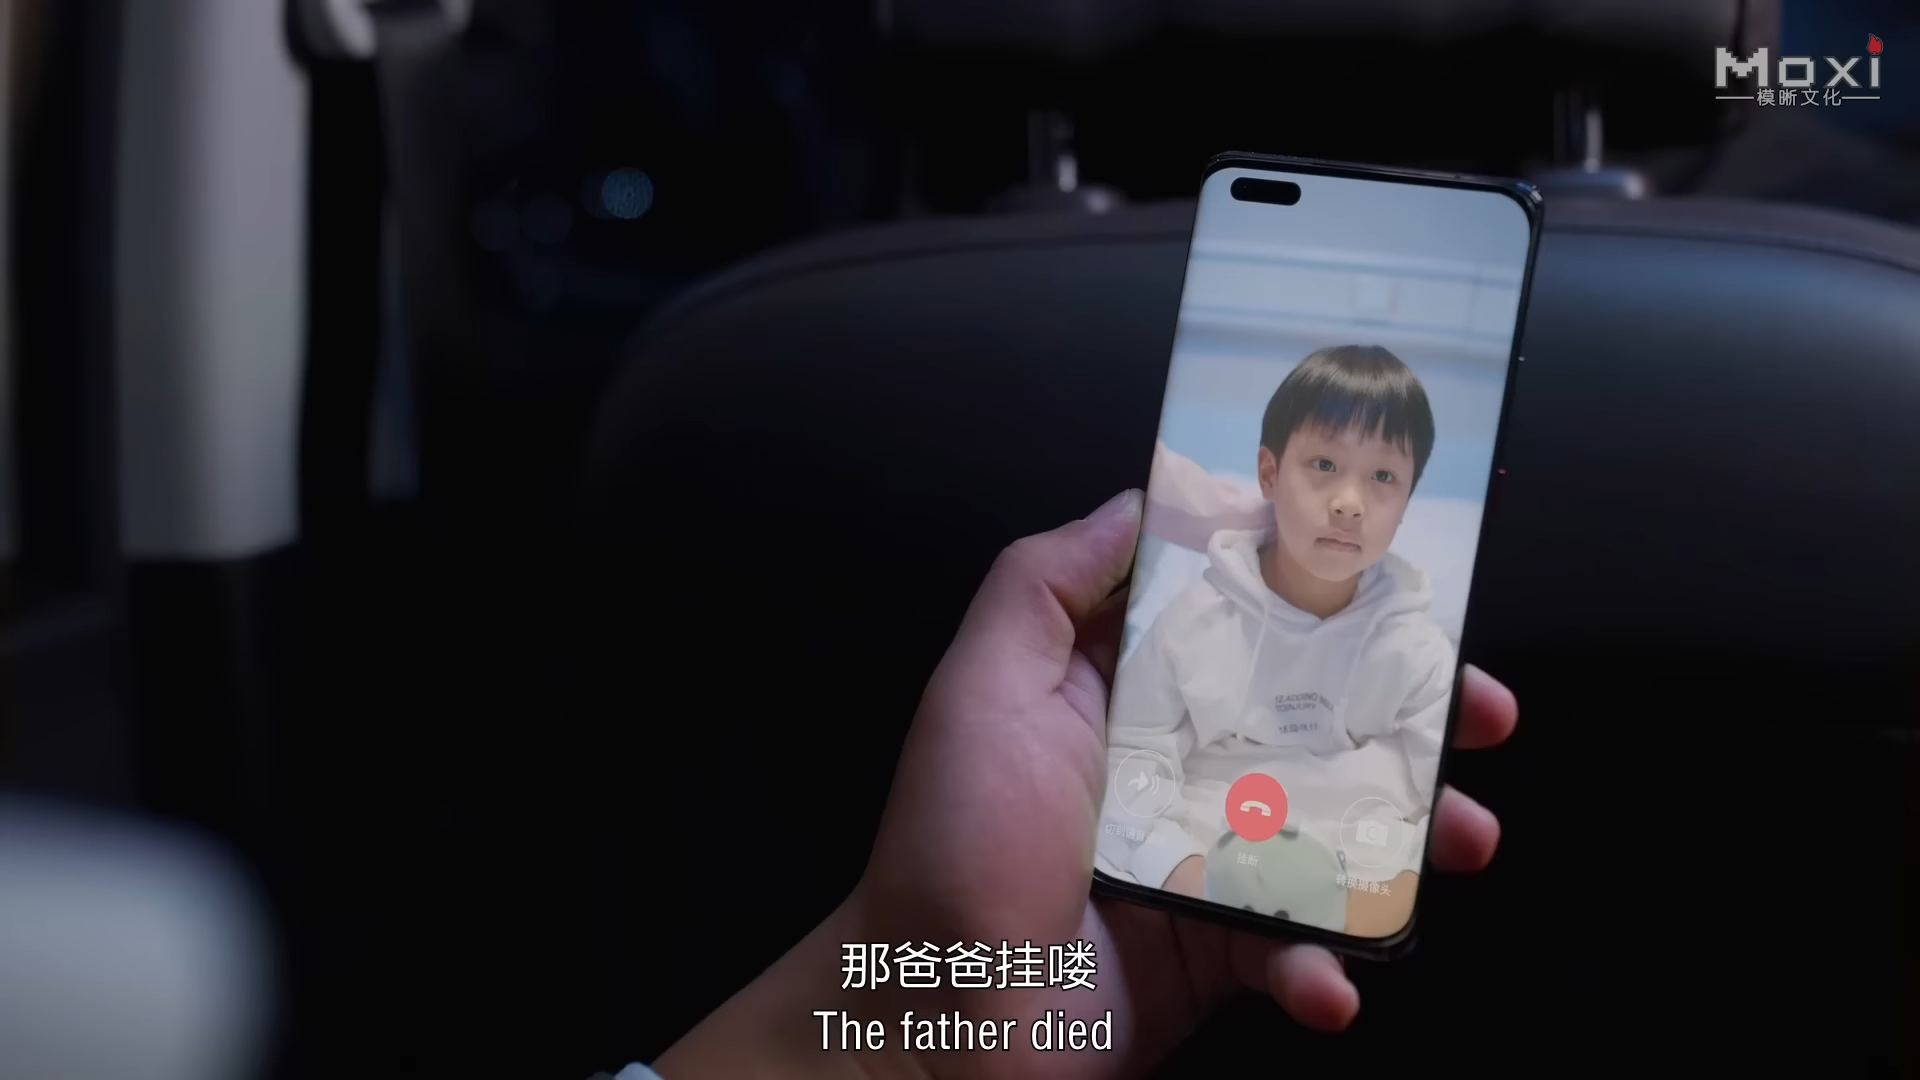 Moxi
模晰文化
挂断
转换摄像头
那爸爸挂喽
The father died